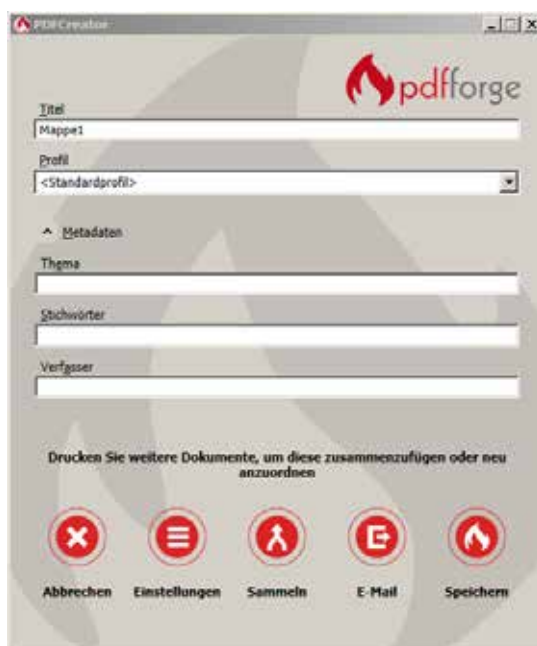 PDFCreator
pdfforge
Titel
Mappe1
Profil
<Standardprofil>
Metadaten
Thema
Stichwörter
Verfasser
Drucken Sie weitere Dokumente, um diese zusammenzufügen oder neu
anzuordnen
Abbrechen Einstellungen Sammeln E-Mail Speichern